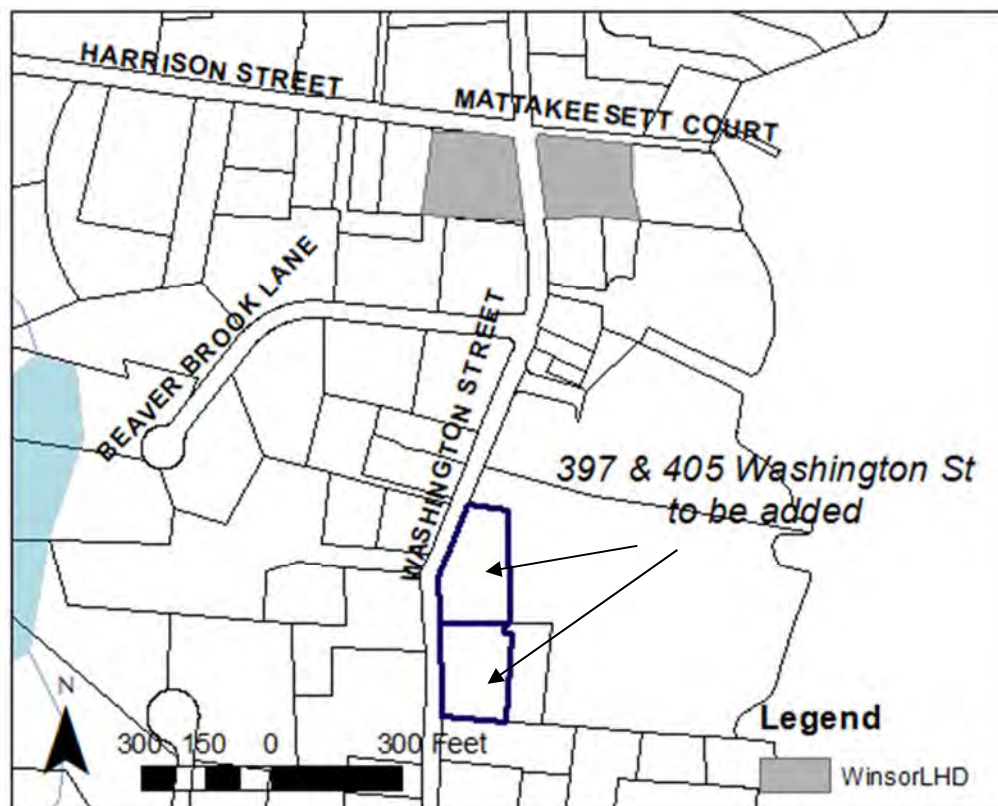 HARRISON STREET
MATTAKEESETT COURT
BEAVER BROOK LANE
WASHINGTON STREET
397 & 405 Washington St
to be added
N
300 150 0 300 Feet
Legend
WinsorLHD